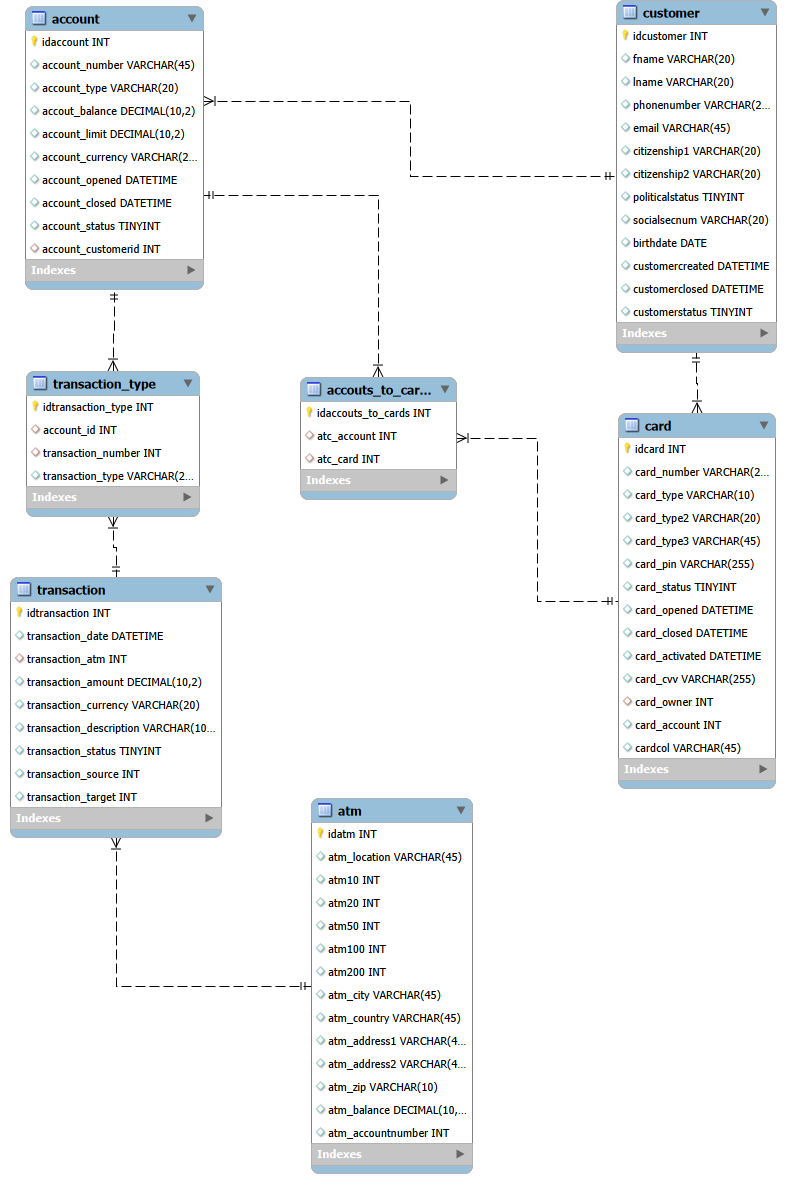 account
idaccount INT
account_number VARCHAR(45)
account_type VARCHAR(20)
accout_balance DECIMAL(10,2)
account_limit DECIMAL(10,2)
account_currency VARCHAR(2...
account_opened DATETIME
account_closed DATETIME
account_status TINYINT
account_customerid INT
Indexes
customer
idcustomer INT
fname VARCHAR(20)
lname VARCHAR(20)
phonenumber VARCHAR(2...
email VARCHAR(45)
citizenship1 VARCHAR(20)
citizenship2 VARCHAR(20)
politicalstatus TINYINT
socialsecnum VARCHAR(20)
birthdate DATE
customercreated DATETIME
customerclosed DATETIME
customerstatus TINYINT
Indexes
transaction_type
idtransaction_type INT
account_id INT
transaction_number INT
transaction_type VARCHAR(2...
Indexes
accouts_to_car...
idaccouts_to_cards INT
atc_account INT
atc_card INT
Indexes
card
idcard INT
card_number VARCHAR(2...
card_type VARCHAR(10)
card_type2 VARCHAR(20)
card_type3 VARCHAR(45)
card_pin VARCHAR(255)
card_status TINYINT
card_opened DATETIME
card_closed DATETIME
card_activated DATETIME
card_cvv VARCHAR(255)
card_owner INT
card_account INT
cardcol VARCHAR(45)
Indexes
transaction
idtransaction INT
transaction_date DATETIME
transaction_atm INT
transaction_amount DECIMAL(10,2)
transaction_currency VARCHAR(20)
transaction_description VARCHAR(10...
transaction_status TINYINT
transaction_source INT
transaction_target INT
Indexes
atm
idatm INT
atm_location VARCHAR(45)
atm10 INT
atm20 INT
atm50 INT
atm100 INT
atm200 INT
atm_city VARCHAR(45)
atm_country VARCHAR(45)
atm_address1 VARCHAR(4...
atm_address2 VARCHAR(4...
atm_zip VARCHAR(10)
atm_balance DECIMAL(10,...
atm_accountnumber INT
Indexes